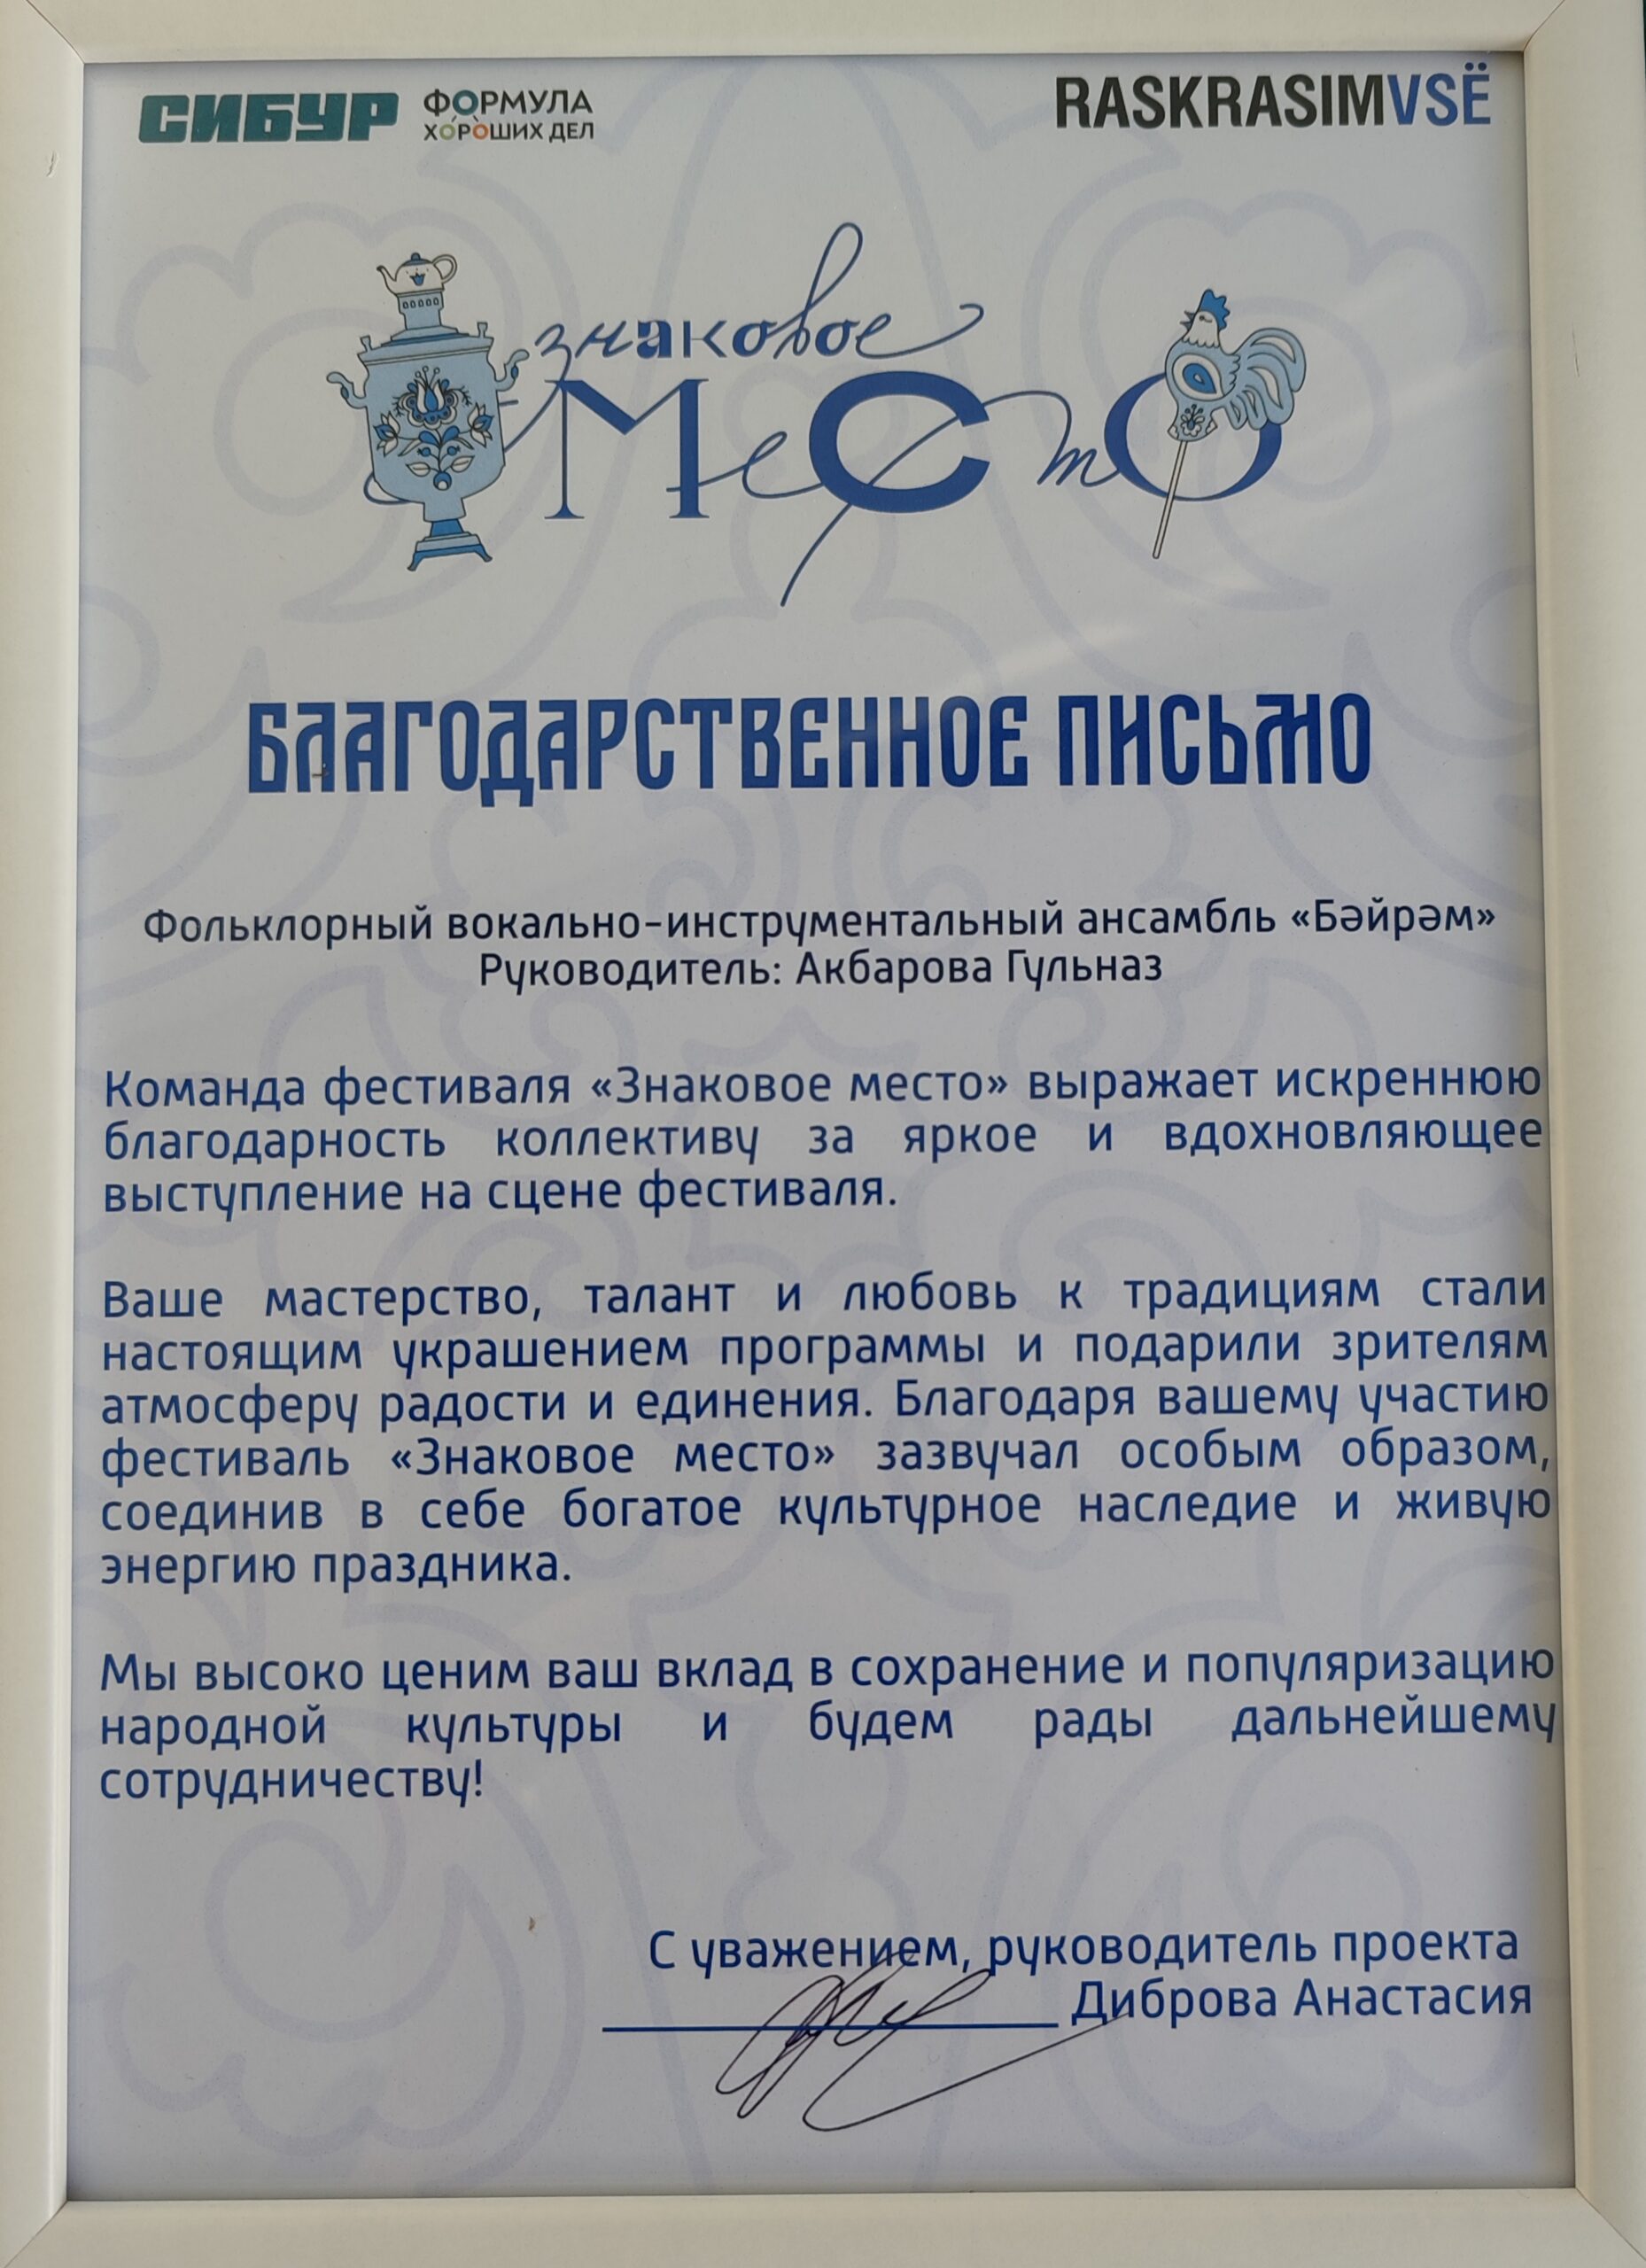 СИБУР ФОРМУЛА
ХОРОШИХ ДЕЛ
RASKRASIMVSЁ
знаковое
место
БЛАГОДАРСТВЕННОЕ ПИСЬМО
Фольклорный вокально-инструментальный ансамбль «Бәйрәм»
Руководитель: Акбарова Гульназ
Команда фестиваля «Знаковое место» выражает искреннюю
благодарность коллективу за яркое и вдохновляющее
выступление на сцене фестиваля.
Ваше мастерство, талант и любовь к традициям стали
настоящим украшением программы и подарили зрителям
атмосферу радости и единения. Благодаря вашему участию
фестиваль «Знаковое место» зазвучал особым образом,
соединив в себе богатое культурное наследие и живую
энергию праздника.
Мы высоко ценим ваш вклад в сохранение и популяризацию
народной культуры и будем рады дальнейшему
сотрудничеству!
С уважением, руководитель проекта
Диброва Анастасия